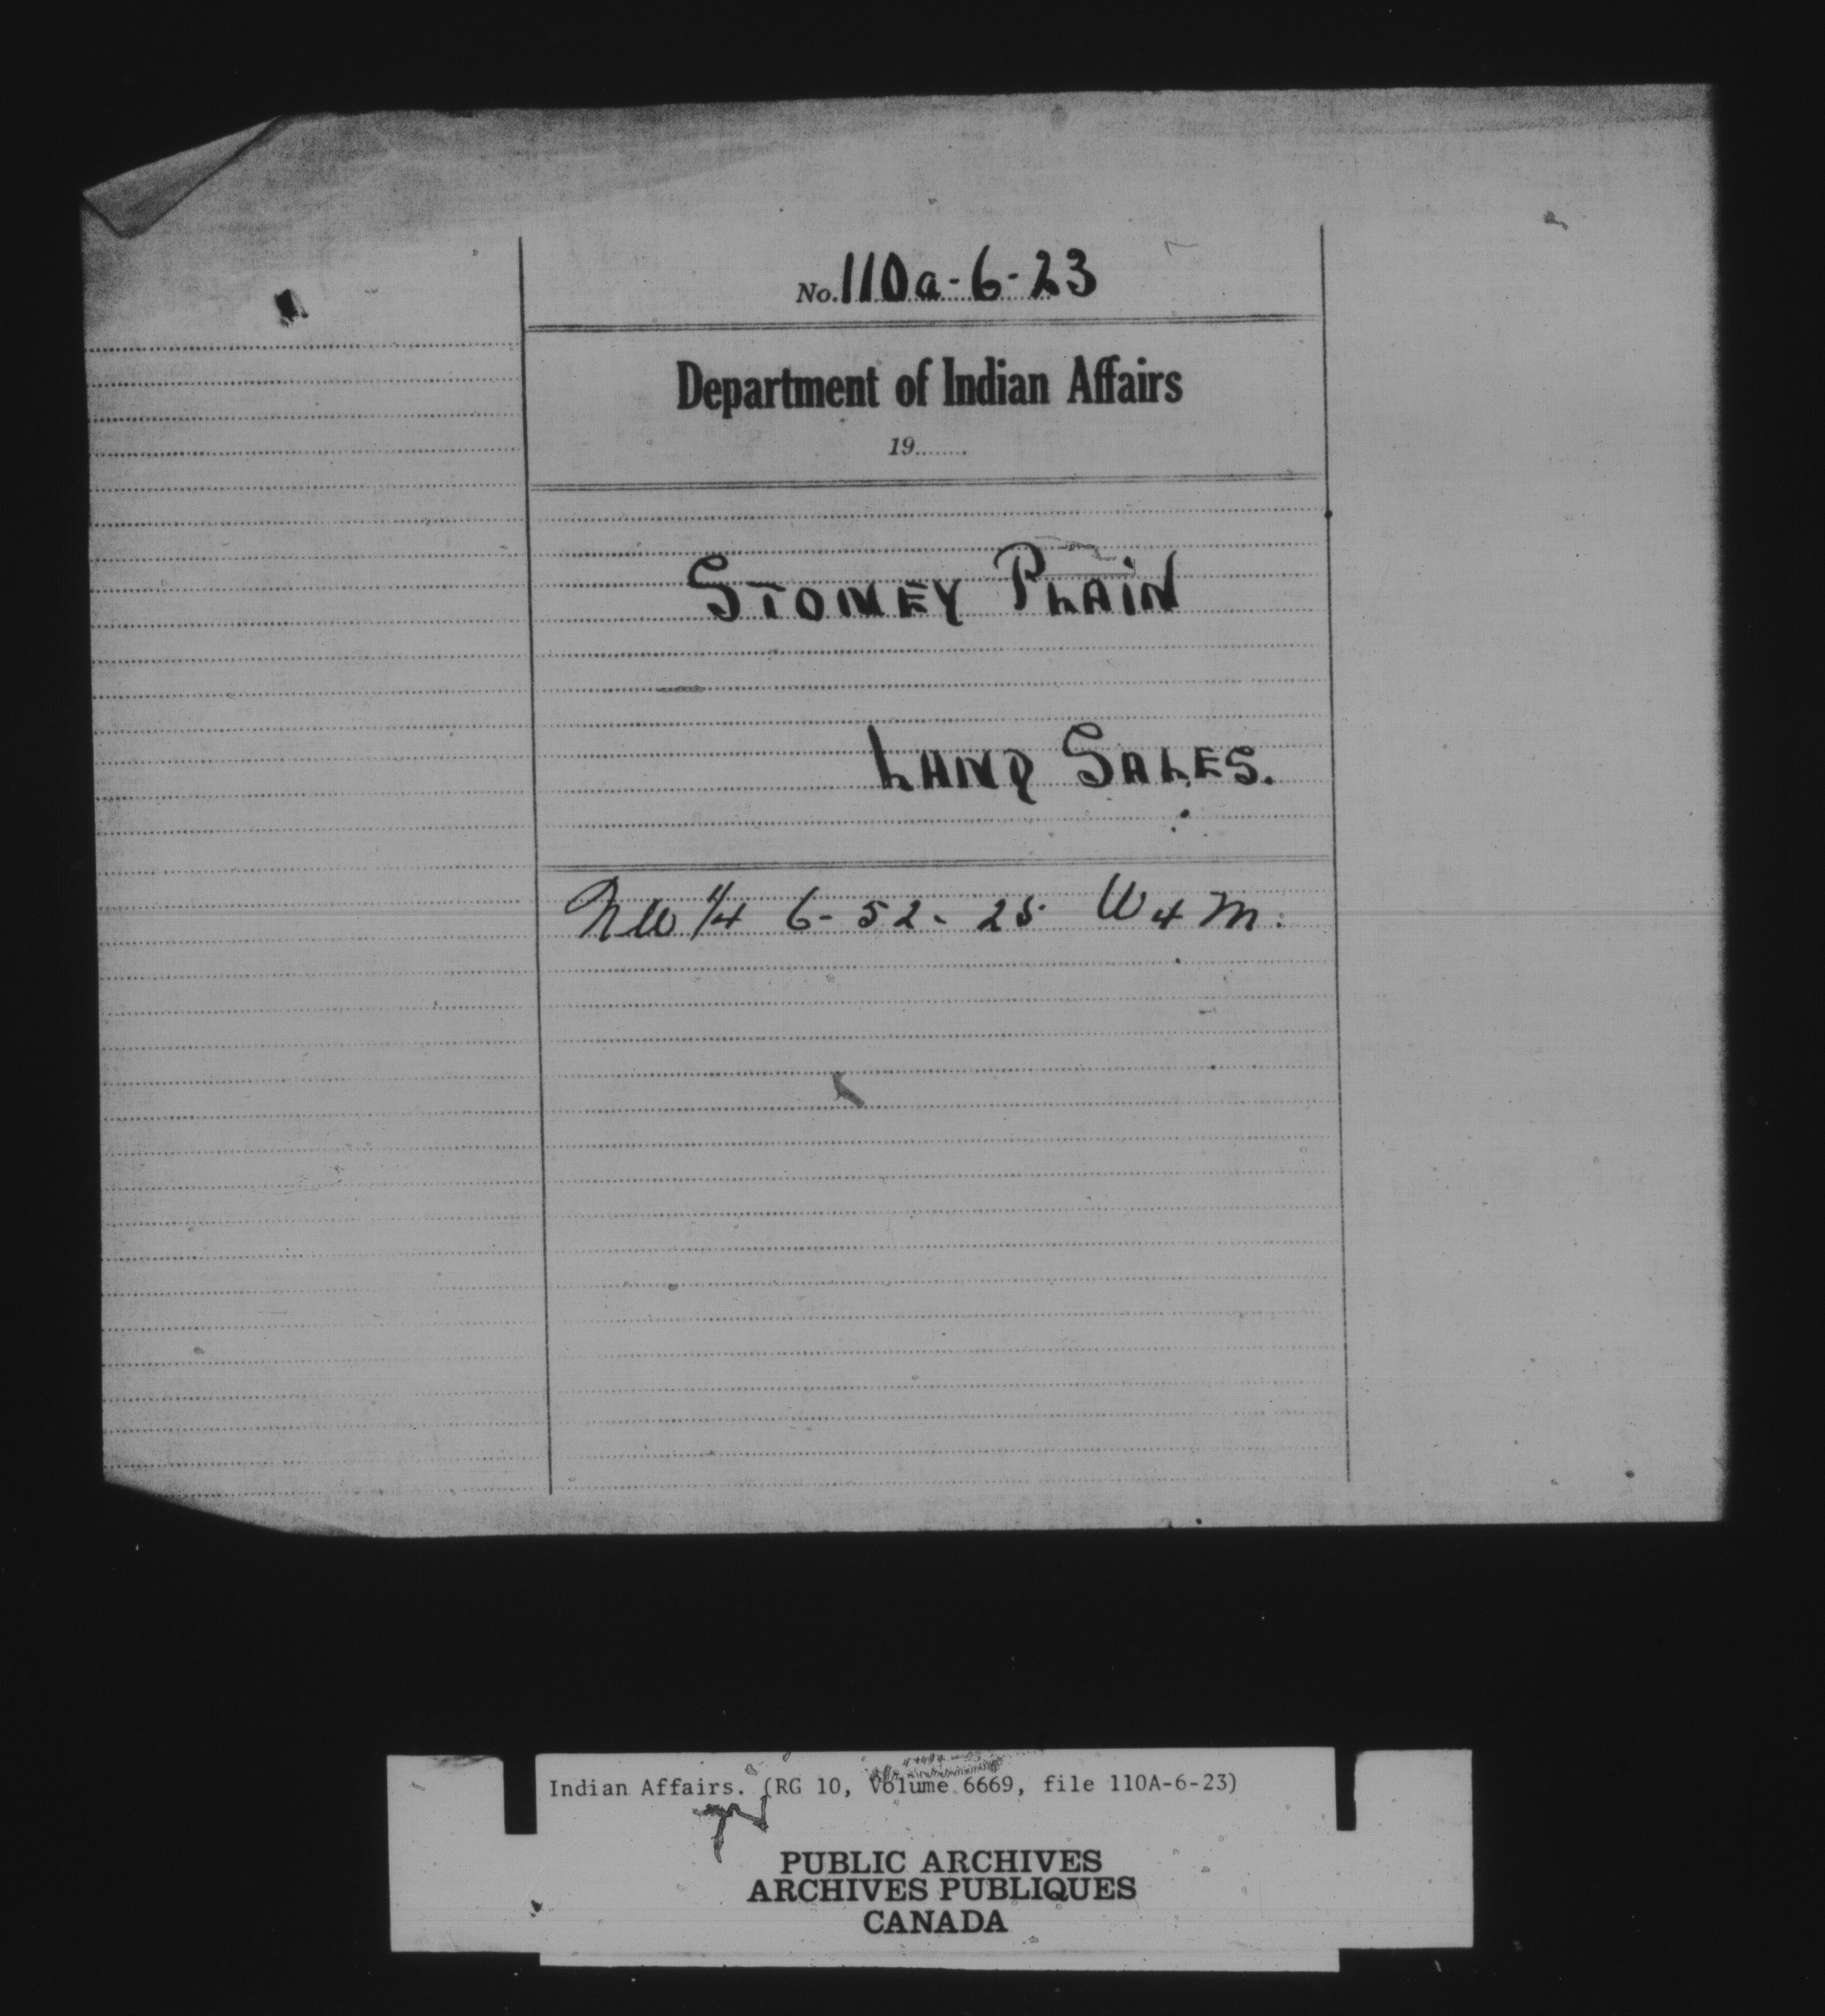 No. 110a-6-23
Department of Indian Affairs
19........
STONEY PLAIN
LAND SALES.
NW 1/4 6-52-25 W4M.
Indian Affairs. (RG 10, Volume 6669, file 110A-6-23)
PUBLIC ARCHIVES
ARCHIVES PUBLIQUES
CANADA